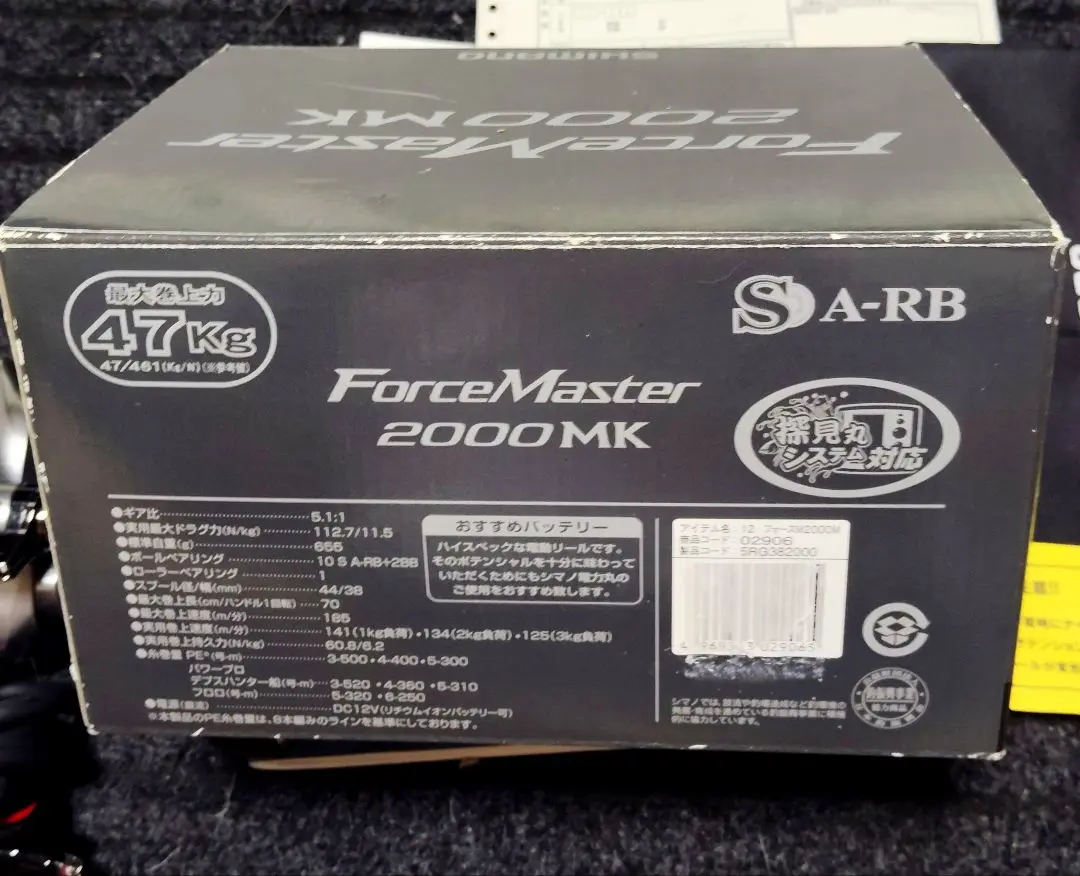 SHIMANO
ForceMaster
2000MK
最大巻上力
47Kg
47/461(Kg/N)(※参考値)
S A-RB
ForceMaster
2000MK
探見丸
システム対応
●ギア比 5.1:1
●実用最大ドラグ力(N/kg) 112.7/11.5
●標準自重(g) 655
●ボールベアリング 10 S A-RB+2BB
●ローラーベアリング 1
●スプール径/幅(mm) 44/38
●最大巻上長(cm/ハンドル1回転) 70
●最大巻上速度(m/分) 185
●実用巻上速度(m/分) 141(1kg負荷)・134(2kg負荷)・125(3kg負荷)
●実用巻上持久力(N/kg) 60.8/6.2
●糸巻量 PE*(号-m) 3-500・4-400・5-300
パワープロ
デプスハンター船(号-m) 3-520・4-360・5-310
フロロ(号-m) 5-320・6-250
●電源(直流) DC12V(リチウムイオンバッテリー可)
※本製品のPE糸巻量は、8本編みのラインを基準にしております。
おすすめバッテリー
ハイスペックな電動リールです。
そのポテンシャルを十分に味わって
いただくためにもシマノ電力丸の
ご使用をおすすめ致します。
アイテム名：12 フォースM2000M
商品コード：02906
製品コード：5RG382000